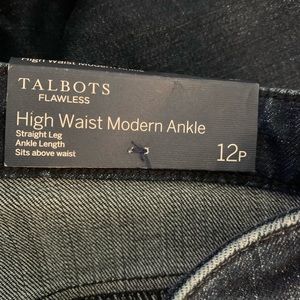 High Waist Modern Ankle
TALBOTS
FLAWLESS
High Waist Modern Ankle
Straight Leg
Ankle Length
Sits above waist
12P